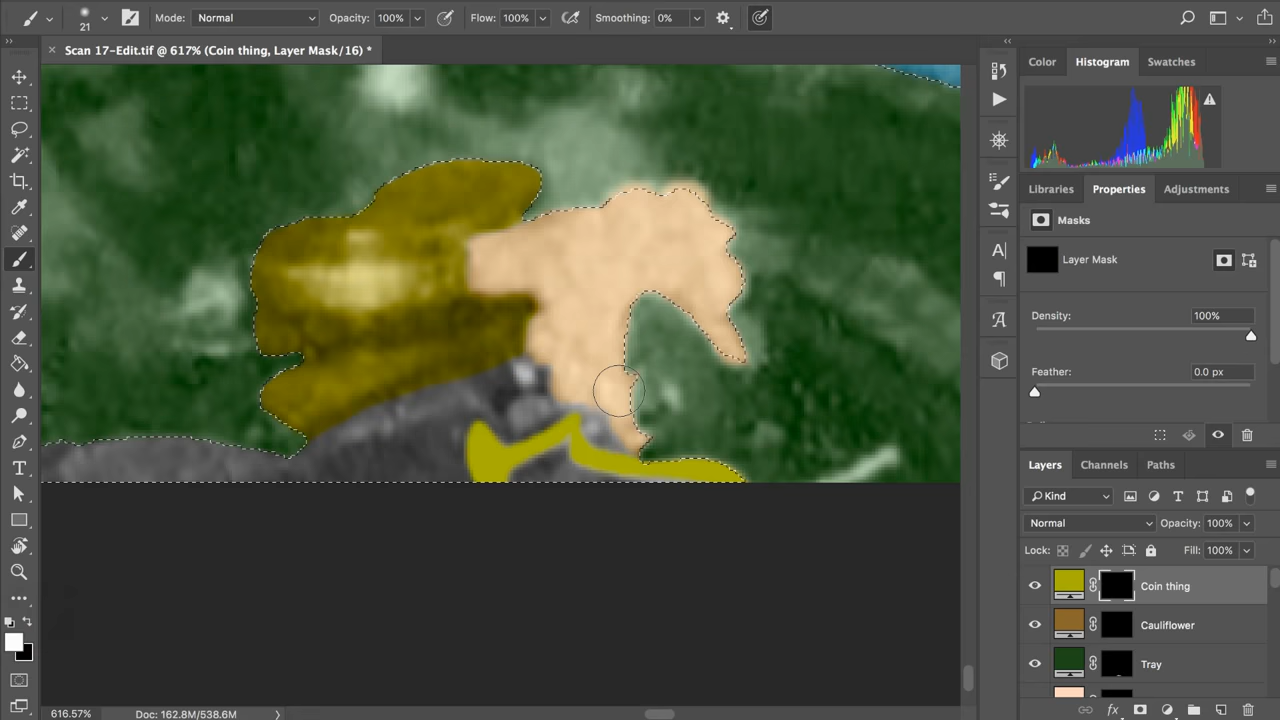 21
Mode:
Normal
Opacity:
100%
Flow:
100%
Smoothing:
0%
Scan 17-Edit.tif @ 617% (Coin thing, Layer Mask/16) *
Color
Histogram
Swatches
Libraries
Properties
Adjustments
Masks
Layer Mask
Density:
100%
Feather:
0.0 px
Layers
Channels
Paths
Kind
Normal
Opacity:
100%
Lock:
Fill:
100%
Coin thing
Cauliflower
Tray
616.57%
Doc: 162.8M/538.6M